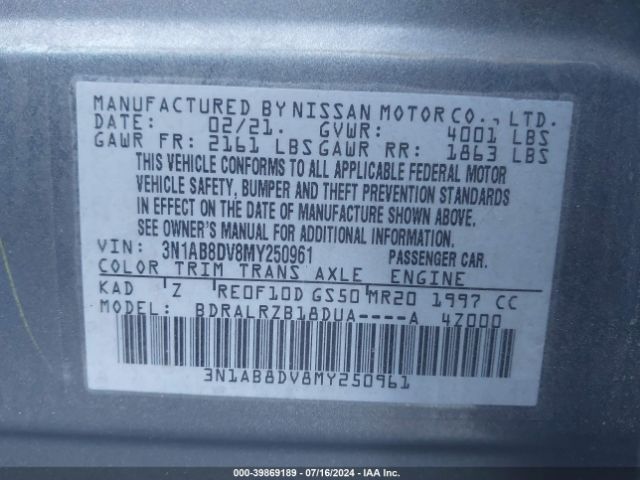 MANUFACTURED BY NISSAN MOTOR CO., LTD.
DATE: 02/21. GVWR: 4001 LBS
GAWR FR: 2161 LBS GAWR RR: 1863 LBS
THIS VEHICLE CONFORMS TO ALL APPLICABLE FEDERAL MOTOR
VEHICLE SAFETY, BUMPER AND THEFT PREVENTION STANDARDS
IN EFFECT ON THE DATE OF MANUFACTURE SHOWN ABOVE.
SEE OWNER'S MANUAL FOR ADDITIONAL INFORMATION.
VIN: 3N1AB8DV8MY250961 PASSENGER CAR.
COLOR TRIM TRANS AXLE ENGINE
KAD Z RE0F10D GS50 MR20 1997 CC
MODEL: BDRALRZB18DUA----A 4Z000
3N1AB8DV8MY250961
000-39869189 - 07/16/2024 - IAA Inc.